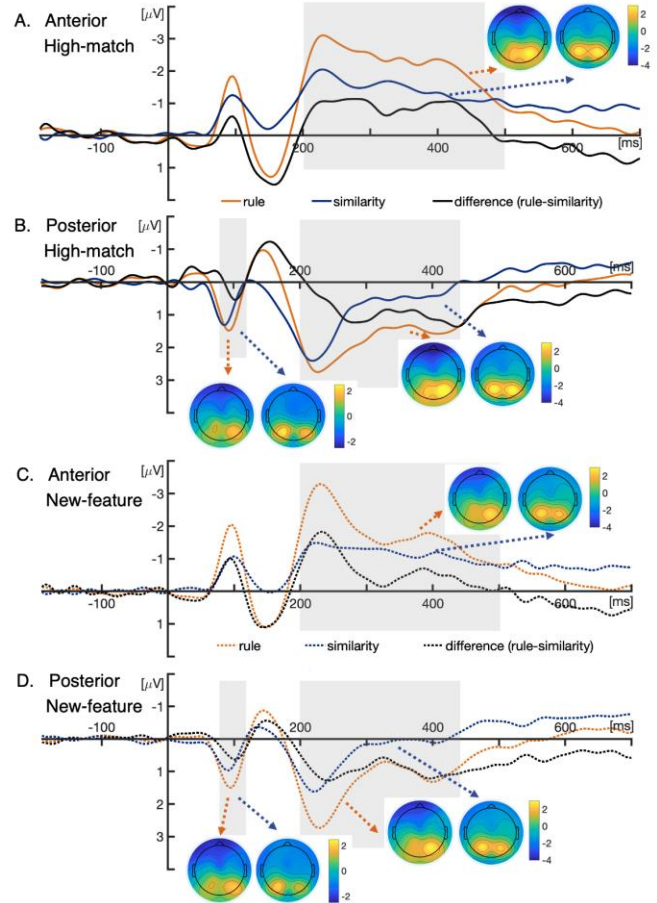 A. Anterior
High-match
[μV]
-3
-2
-1
1
-100
200
400
600
[ms]
2
0
-2
-4
rule
similarity
difference (rule-similarity)
B. Posterior
High-match
[μV]
-1
1
2
3
-100
200
400
600
2
0
-2
2
0
-2
-4
C. Anterior
New-feature
-3
-2
-1
[μV]
1
-100
200
400
600
[ms]
2
0
-2
-4
rule
similarity
difference (rule-similarity)
D. Posterior
New-feature
[μV]
-1
1
2
3
-100
200
400
600
[ms]
2
0
-2
2
0
-2
-4